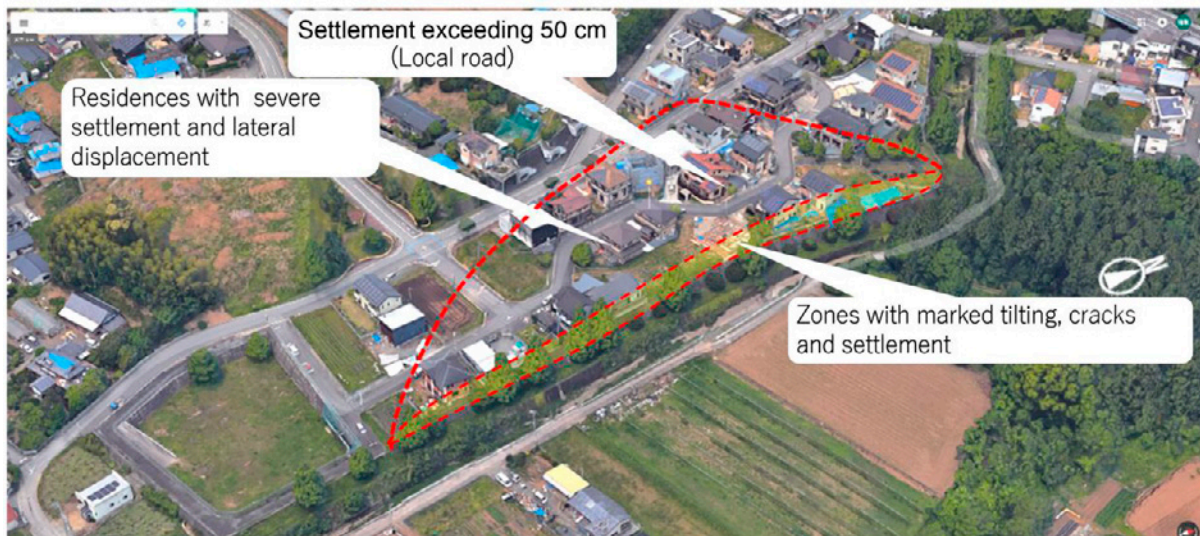 Settlement exceeding 50 cm
(Local road)
Residences with severe
settlement and lateral
displacement
Zones with marked tilting, cracks
and settlement
N